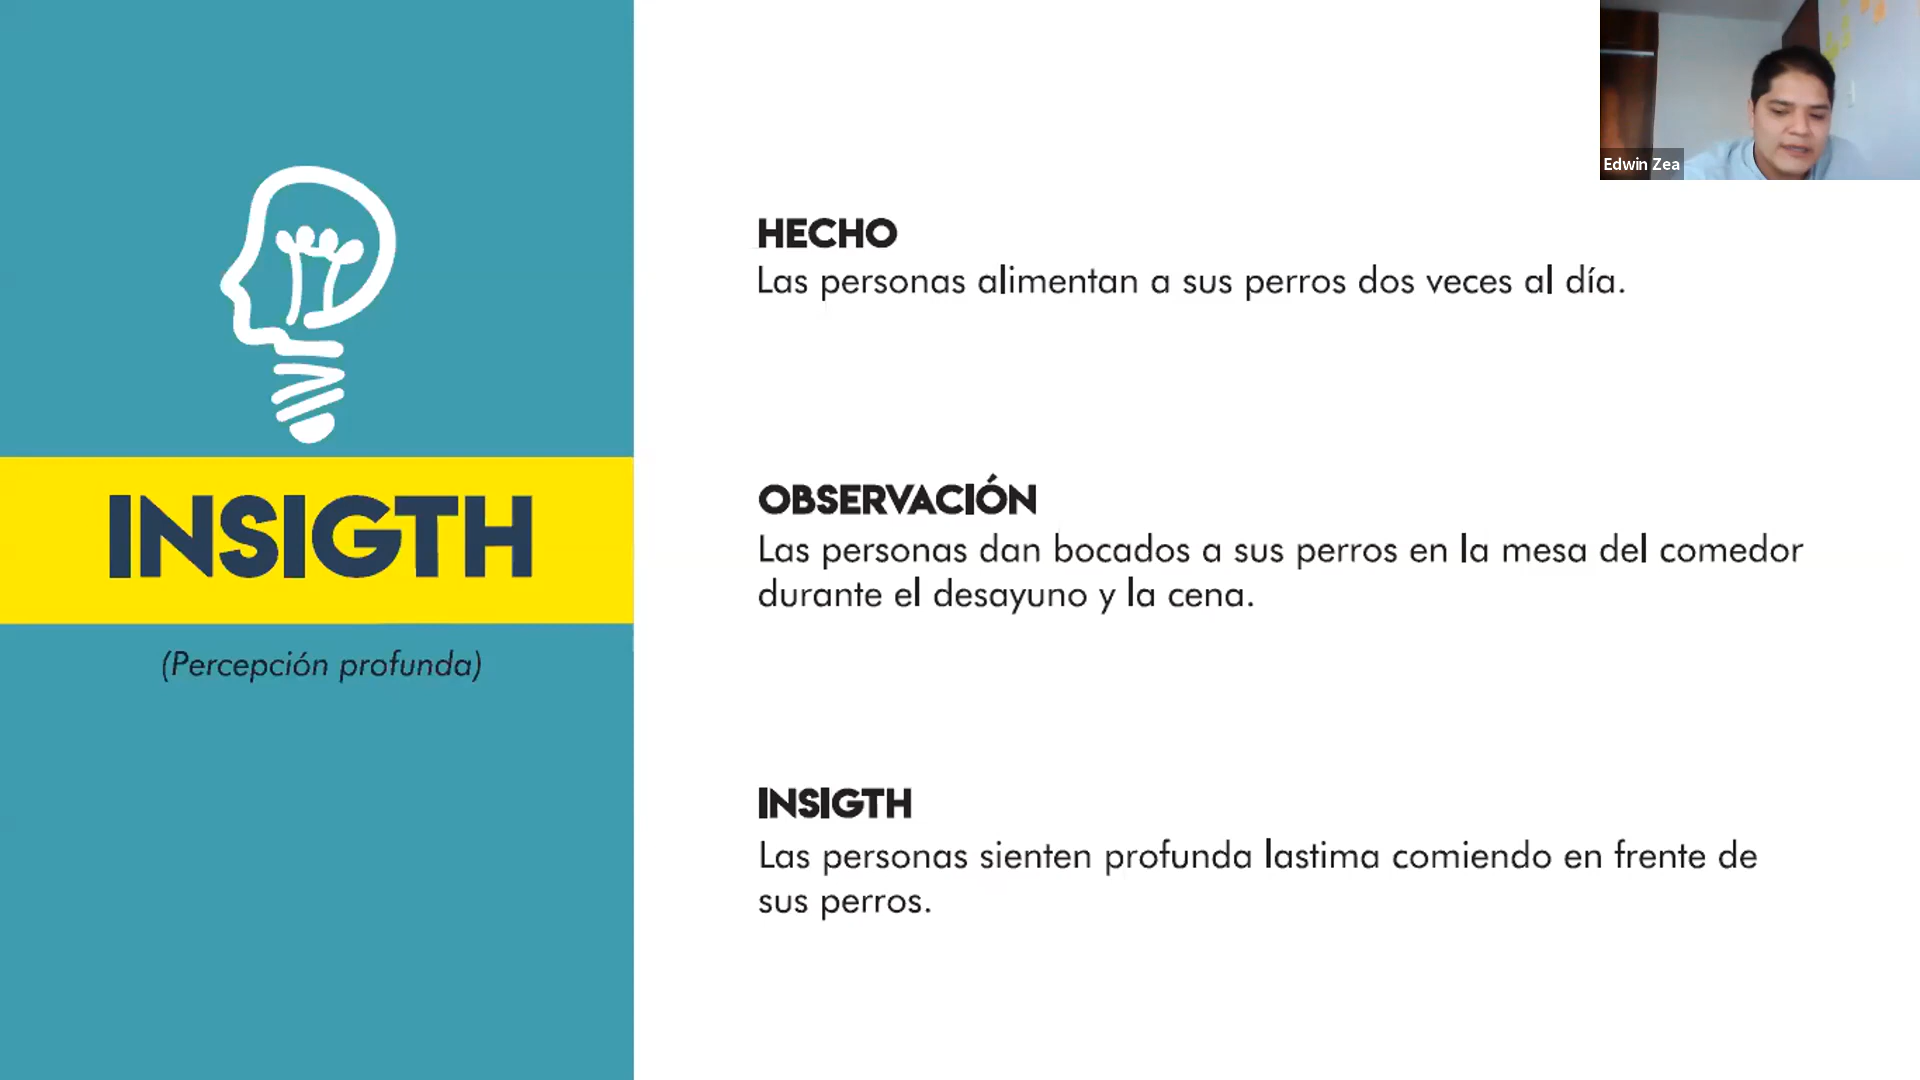 Edwin Zea
INSIGTH
(Percepción profunda)
HECHO
Las personas alimentan a sus perros dos veces al día.
OBSERVACIÓN
Las personas dan bocados a sus perros en la mesa del comedor
durante el desayuno y la cena.
INSIGTH
Las personas sienten profunda lastima comiendo en frente de
sus perros.